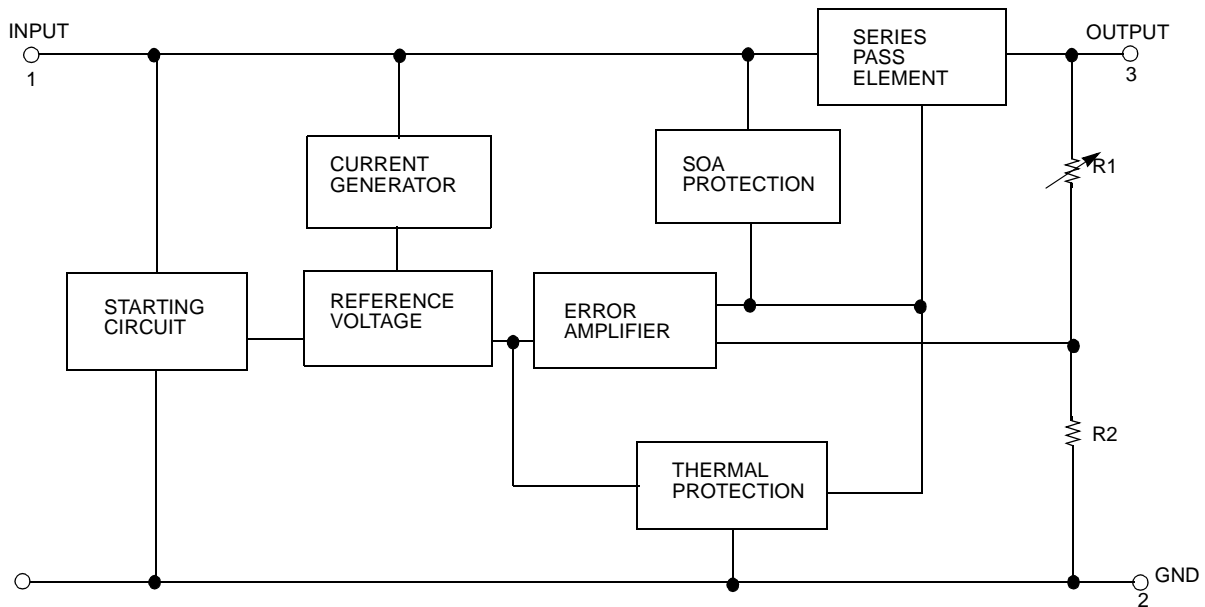 INPUT
1
SERIES
PASS
ELEMENT
OUTPUT
3
CURRENT
GENERATOR
SOA
PROTECTION
R1
STARTING
CIRCUIT
REFERENCE
VOLTAGE
ERROR
AMPLIFIER
R2
THERMAL
PROTECTION
GND
2